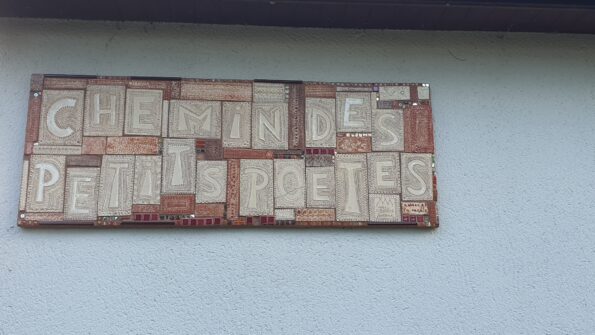 CHEMIN DES
PETITS POETES